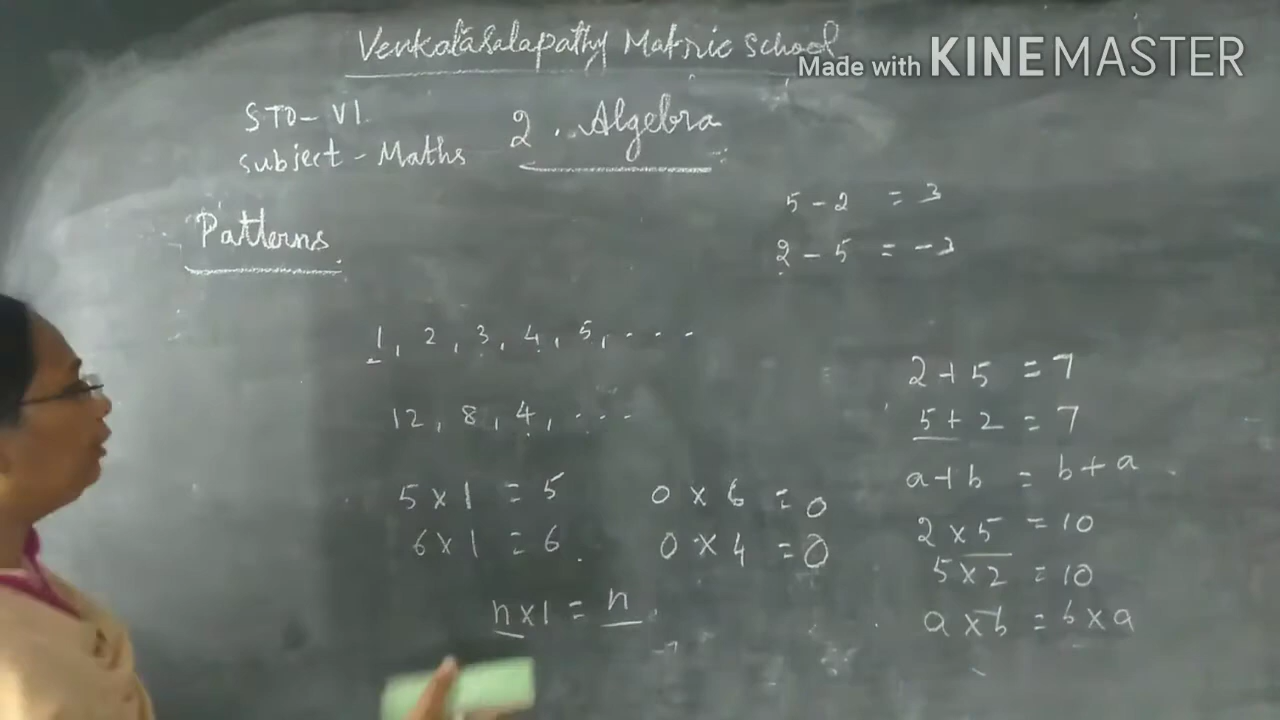 Venkatasalapathy Matric School
Made with KINEMASTER
STD - VI
Subject - Maths
2. Algebra
Patterns
5 - 2 = 3
2 - 5 = -3
1, 2, 3, 4, 5, - - -
12, 8, 4, - - -
5 x 1 = 5
6 x 1 = 6
n x 1 = n
0 x 6 = 0
0 x 4 = 0
2 + 5 = 7
5 + 2 = 7
a + b = b + a
2 x 5 = 10
5 x 2 = 10
a x b = b x a